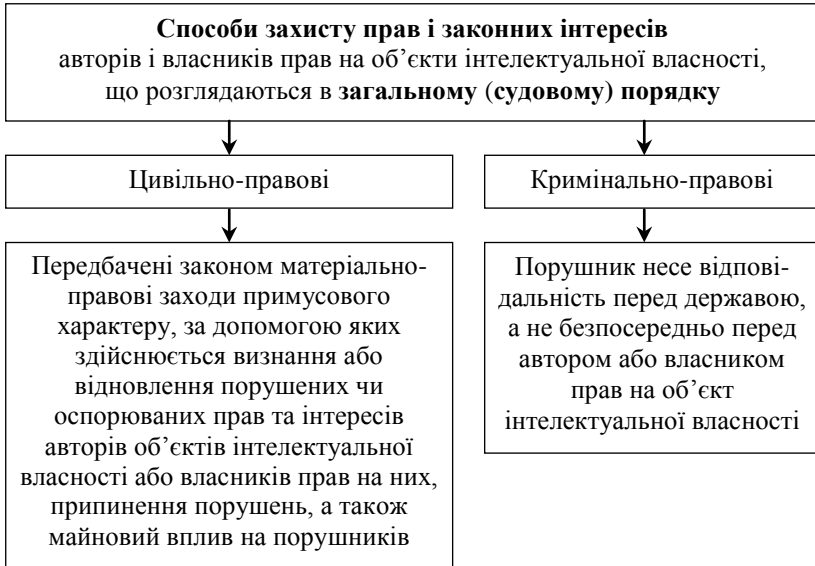 Способи захисту прав і законних інтересів
авторів і власників прав на об’єкти інтелектуальної власності,
що розглядаються в загальному (судовому) порядку
Цивільно-правові
Кримінально-правові
Передбачені законом матеріально-
правові заходи примусового
характеру, за допомогою яких
здійснюється визнання або
відновлення порушених чи
оспорюваних прав та інтересів
авторів об’єктів інтелектуальної
власності або власників прав на них,
припинення порушень, а також
майновий вплив на порушників
Порушник несе відпові-
дальність перед державою,
а не безпосередньо перед
автором або власником
прав на об’єкт
інтелектуальної власності